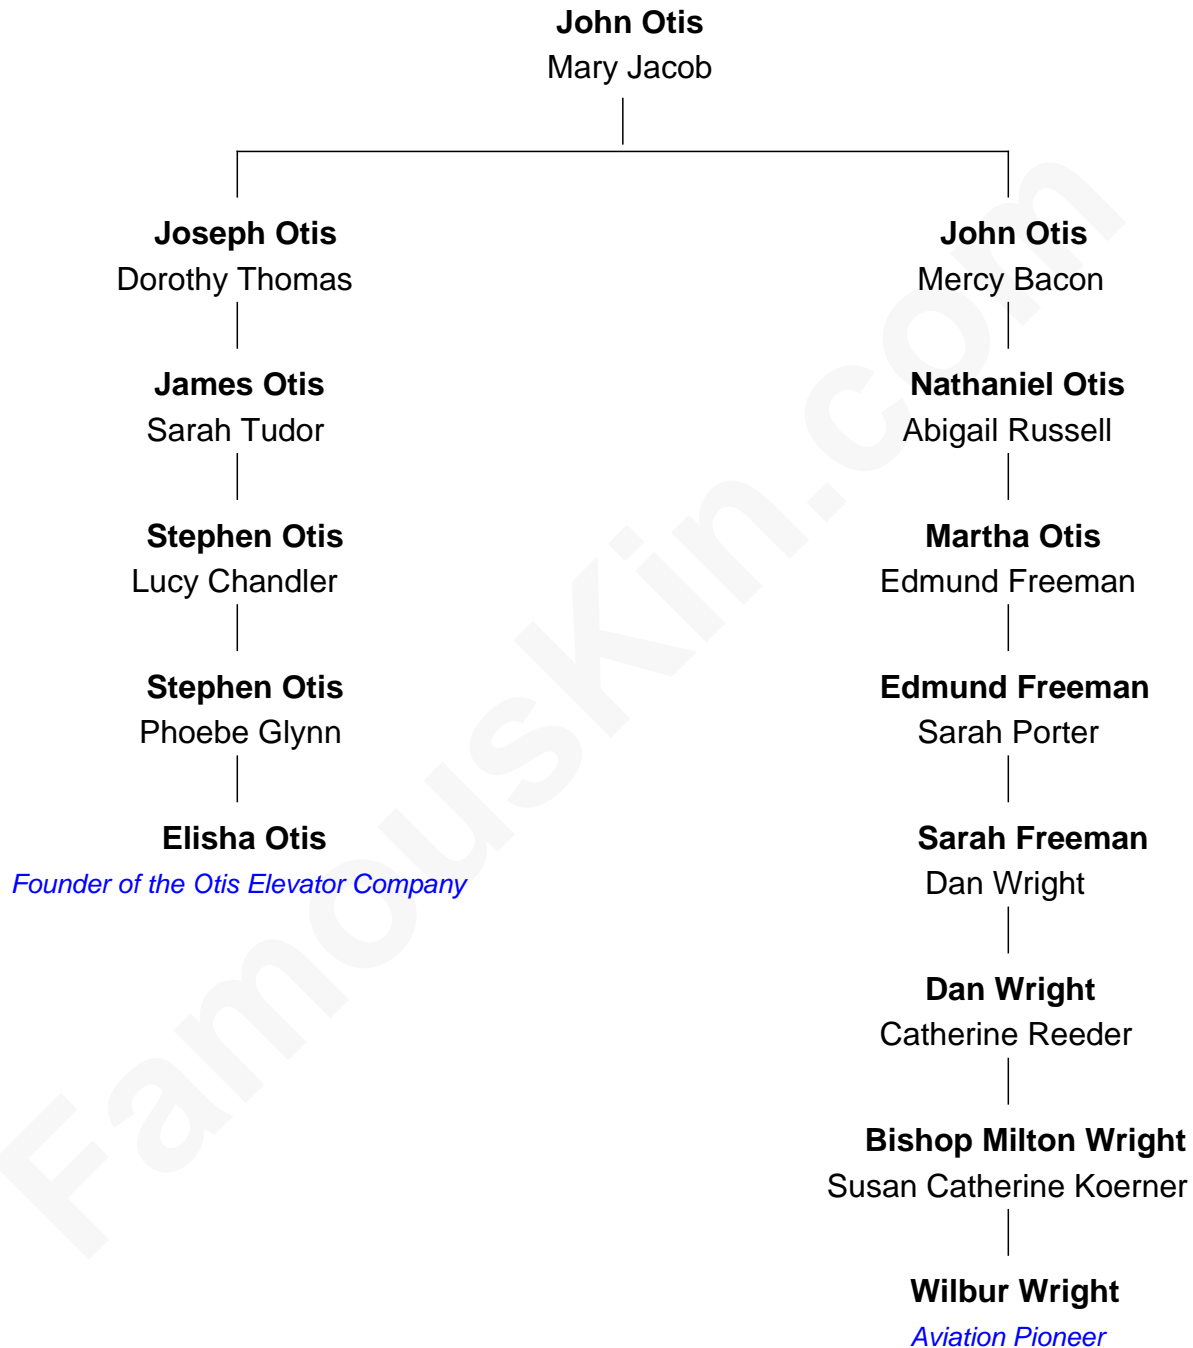 John Otis
Mary Jacob
Joseph Otis
Dorothy Thomas
James Otis
Sarah Tudor
Stephen Otis
Lucy Chandler
Stephen Otis
Phoebe Glynn
Elisha Otis
Founder of the Otis Elevator Company
John Otis
Mercy Bacon
Nathaniel Otis
Abigail Russell
Martha Otis
Edmund Freeman
Edmund Freeman
Sarah Porter
Sarah Freeman
Dan Wright
Dan Wright
Catherine Reeder
Bishop Milton Wright
Susan Catherine Koerner
Wilbur Wright
Aviation Pioneer
FamousKin.com